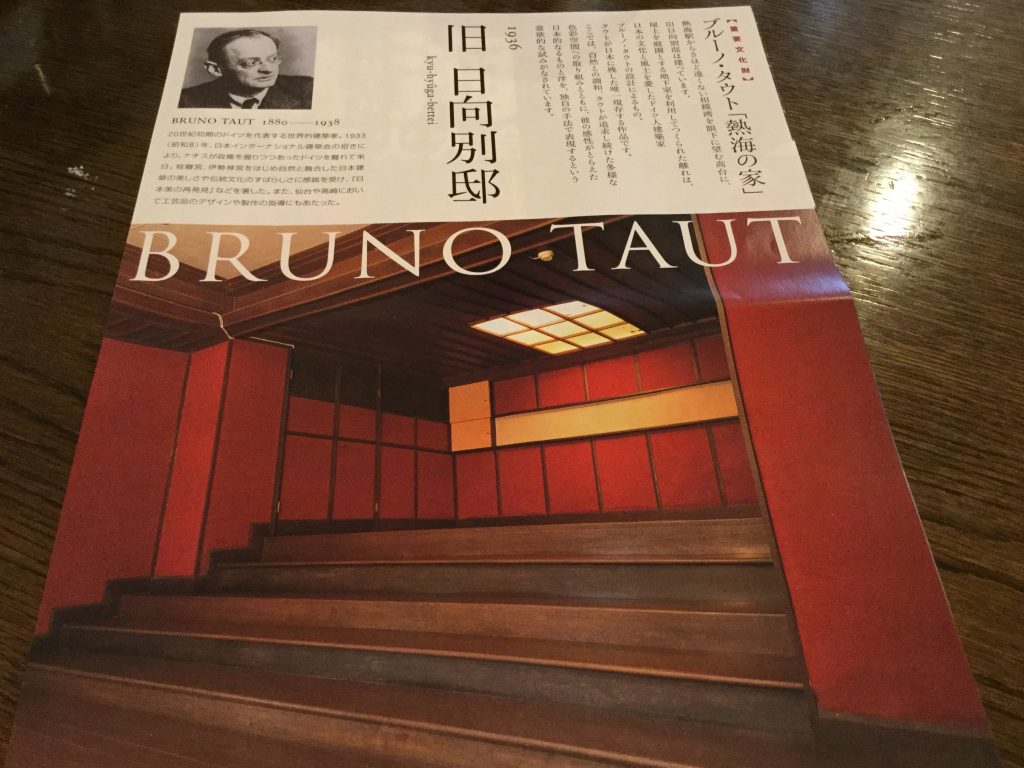 【重要文化財】
ブルーノ・タウト「熱海の家」
熱海駅からさほど遠くない相模湾を眼下に望む高台に、
旧日向別邸は建っています。
屋上を庭園とする地下室を利用してつくられた離れは、
日本の文化と風土を愛したドイツ人建築家
ブルーノ・タウトの設計によるもの。
タウトが日本に残した唯一現存する作品です。
ここでは、自然との調和、タウトが追求し続けた多様な
色彩空間への取り組みとともに、彼の感性がとらえた
日本的なるものと洋を、独自の手法で表現するという
意欲的な試みがなされています。
1936
旧 日向別邸
kyu-hyûga-bettei
BRUNO TAUT 1880——1938
20世紀初期のドイツを代表する世界的建築家。1933
(昭和8)年、日本インターナショナル建築会の招きに
より、ナチスが政権を握りつつあったドイツを離れて来
日。桂離宮、伊勢神宮をはじめ自然と融合した日本建
築の美しさや伝統文化のすばらしさに感銘を受け、「日
本美の再発見」などを著した。また、仙台や高崎におい
て工芸品のデザインや製作の指導にもあたった。
BRUNO TAUT